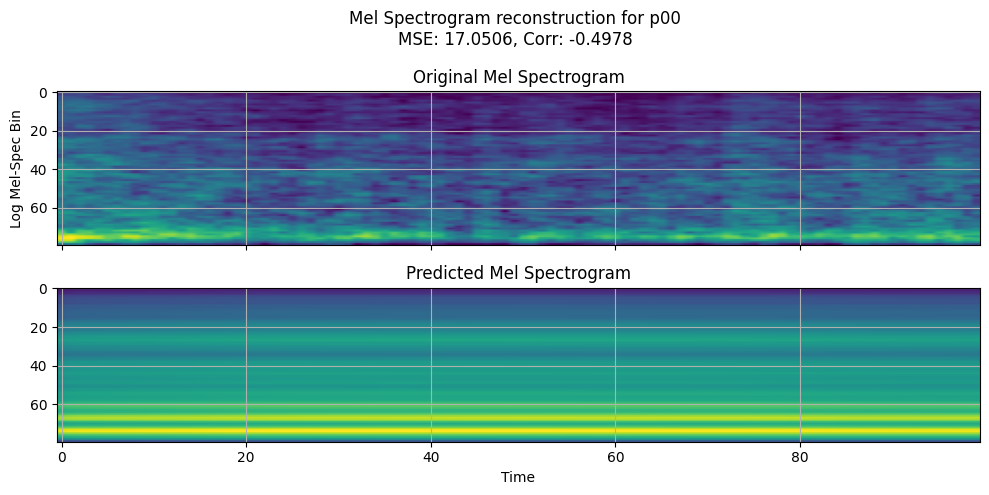 Mel Spectrogram reconstruction for p00
MSE: 17.0506, Corr: -0.4978
Original Mel Spectrogram
0
20
40
60
Log Mel-Spec Bin
Predicted Mel Spectrogram
0
20
40
60
0 20 40 60 80
Time